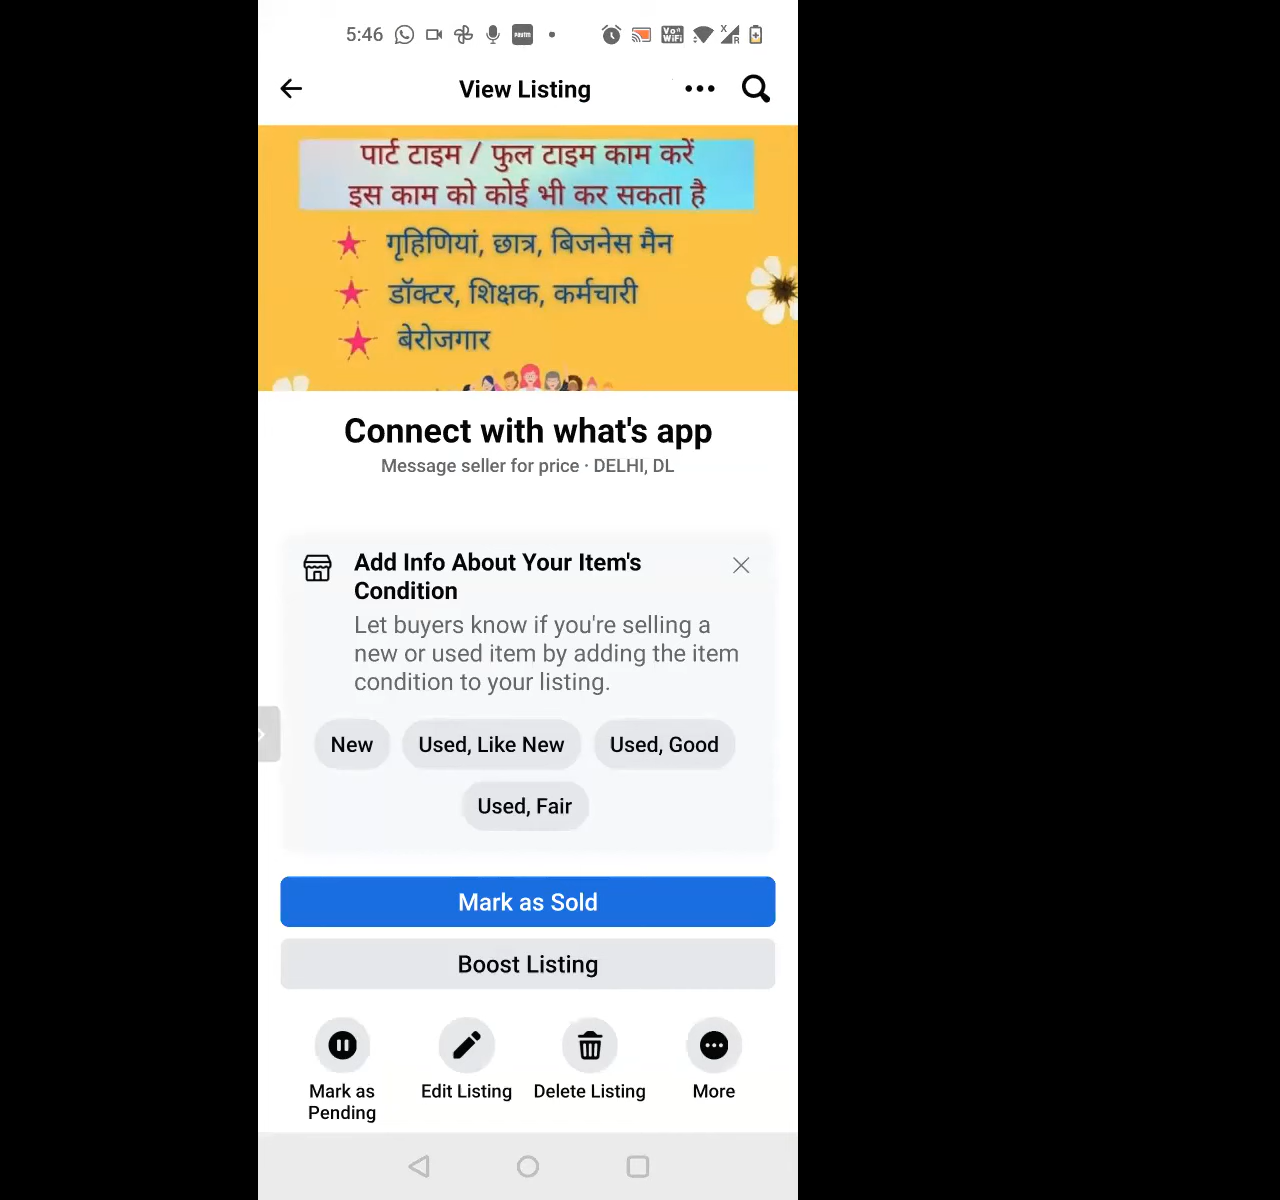 5:46
View Listing
पार्ट टाइम / फुल टाइम काम करें
इस काम को कोई भी कर सकता है
गृहिणियां, छात्र, बिजनेस मैन
डॉक्टर, शिक्षक, कर्मचारी
बेरोजगार
Connect with what's app
Message seller for price · DELHI, DL
Add Info About Your Item's
Condition
Let buyers know if you're selling a
new or used item by adding the item
condition to your listing.
New
Used, Like New
Used, Good
Used, Fair
Mark as Sold
Boost Listing
Mark as
Pending
Edit Listing
Delete Listing
More